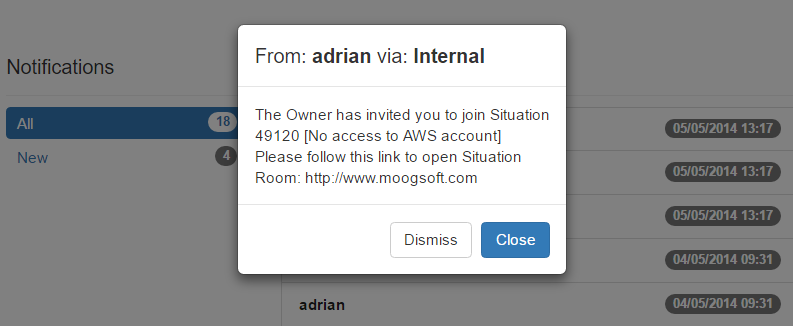 From: adrian via: Internal
Notifications
The Owner has invited you to join Situation
49120 [No access to AWS account]
Please follow this link to open Situation
Room: http://www.moogsoft.com
Dismiss Close
All 18
New 4
05/05/2014 13:17
05/05/2014 13:17
05/05/2014 13:17
04/05/2014 09:31
adrian 04/05/2014 09:31